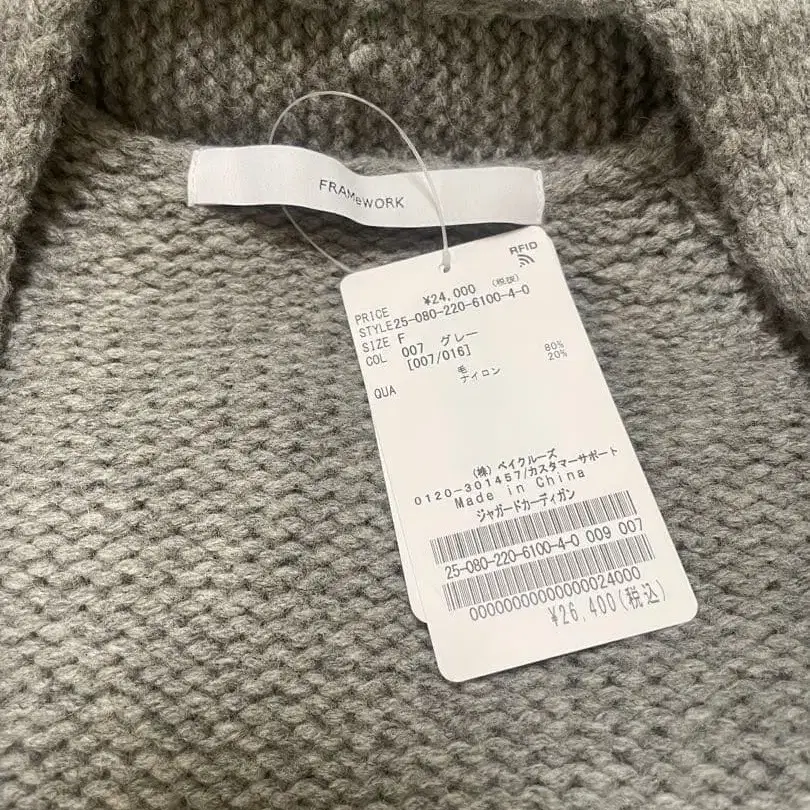 FRAMeWORK
RFID
PRICE ¥24,000 (税抜)
STYLE 25-080-220-6100-4-0
SIZE F
COL 007 グレー
[007/016]
QUA 毛 80%
ナイロン 20%
(株) ベイクルーズ
0120-301457/カスタマーサポート
Made in China
ジャガードカーディガン
25-080-220-6100-4-0 009 007
0000000000000024000
¥26,400(税込)